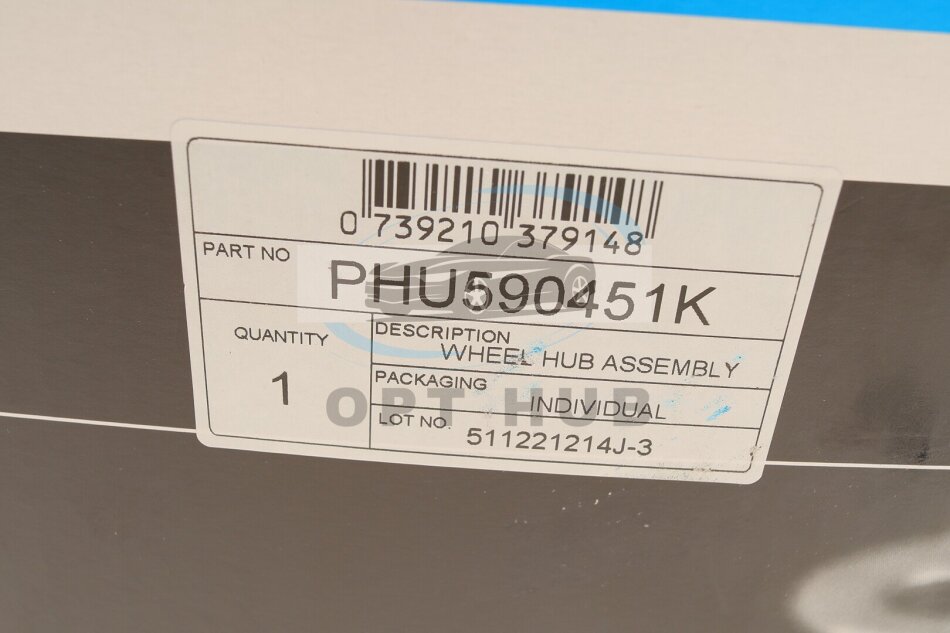 0 739210 379148
PART NO
PHU590451K
QUANTITY
1
DESCRIPTION
WHEEL HUB ASSEMBLY
PACKAGING
INDIVIDUAL
LOT NO.
511221214J-3
OPT HUB